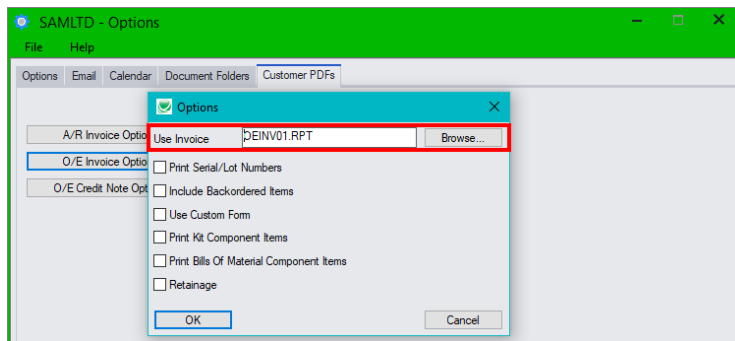 SAMLTD - Options
File Help
Options Email Calendar Document Folders Customer PDFs
Options
A/R Invoice Optio
Use Invoice OEINV01.RPT Browse...
O/E Invoice Optio
Print Serial/Lot Numbers
O/E Credit Note Opt
Include Backordered Items
Use Custom Form
Print Kit Component Items
Print Bills Of Material Component Items
Retainage
OK Cancel